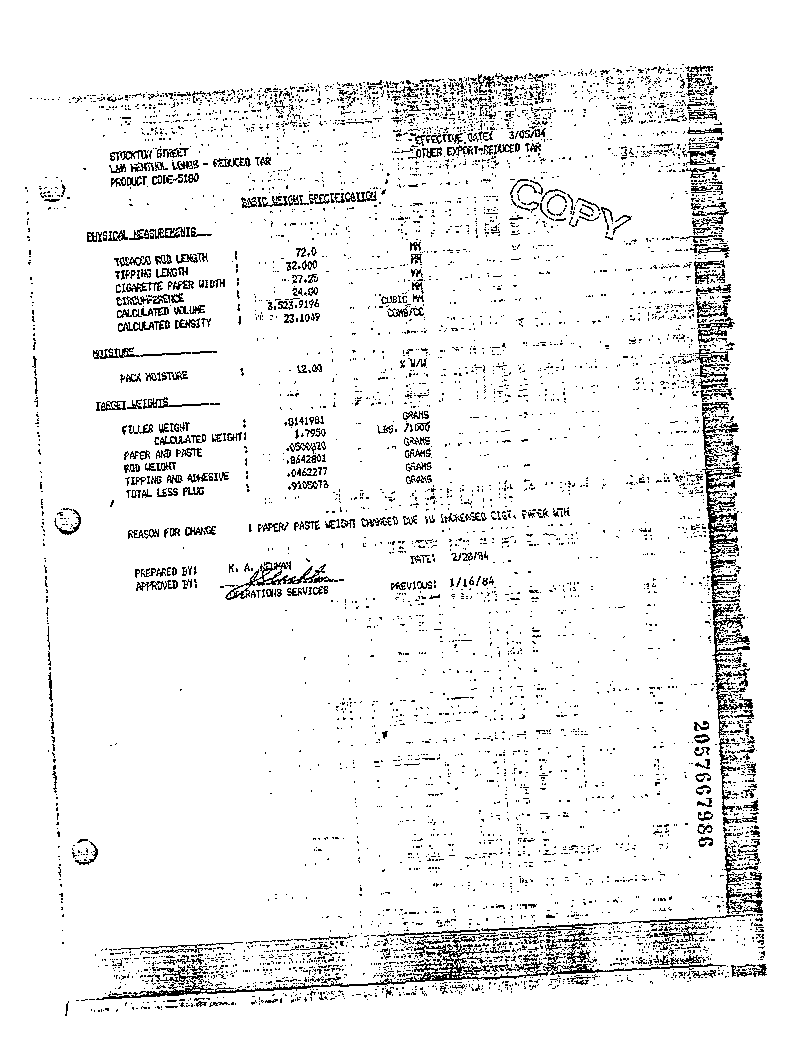 STOCKTON STREET EFFECTIVE DATE: 3/05/84
L&M MENTHOL LONGS - REDUCED TAR OTHER EXPORT-REDUCED TAR
PRODUCT CODE-5180
COPY
BASIC WEIGHT SPECIFICATION
PHYSICAL MEASUREMENTS
TOBACCO ROD LENGTH : 72.0 MM
TIPPING LENGTH : 32.000 MM
CIGARETTE PAPER WIDTH : 27.25 MM
CIRCUMFERENCE : 24.80 MM
CALCULATED VOLUME : 3,523.9196 CUBIC MM
CALCULATED DENSITY : 23.1049 CGMS/CC
MOISTURE
PACK MOISTURE : 12.00 % W/W
TARGET WEIGHTS
FILLER WEIGHT : .8141981 GRAMS
CALCULATED WEIGHT: 1.7950 LBS. /1000
PAPER AND PASTE : .0500820 GRAMS
ROD WEIGHT : .8642801 GRAMS
TIPPING AND ADHESIVE : .0462277 GRAMS
TOTAL LESS PLUG : .9105078 GRAMS
REASON FOR CHANGE : PAPER/ PASTE WEIGHT CHANGED DUE TO INCREASED CIGT. PAPER WTH
PREPARED BY: K. A. NEWMAN DATE: 2/28/84
APPROVED BY:
OPERATIONS SERVICES PREVIOUS: 1/16/84
2057667986